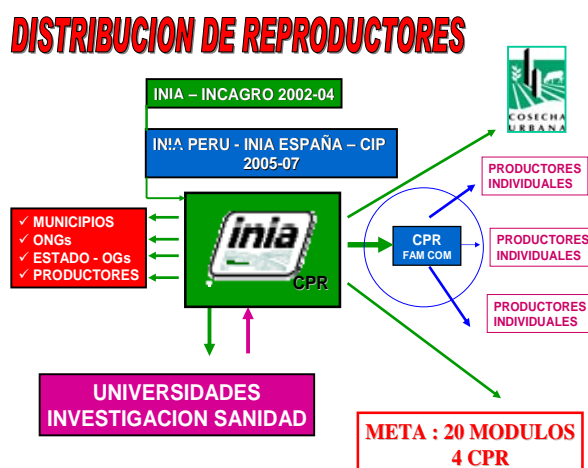 DISTRIBUCION DE REPRODUCTORES
INIA – INCAGRO 2002-04
INIA PERU - INIA ESPAÑA – CIP
2005-07
COSECHA
URBANA
✓ MUNICIPIOS
✓ ONGs
✓ ESTADO - OGs
✓ PRODUCTORES
inia
CPR
CPR
FAM COM
PRODUCTORES
INDIVIDUALES
PRODUCTORES
INDIVIDUALES
PRODUCTORES
INDIVIDUALES
UNIVERSIDADES
INVESTIGACION SANIDAD
META : 20 MODULOS
4 CPR